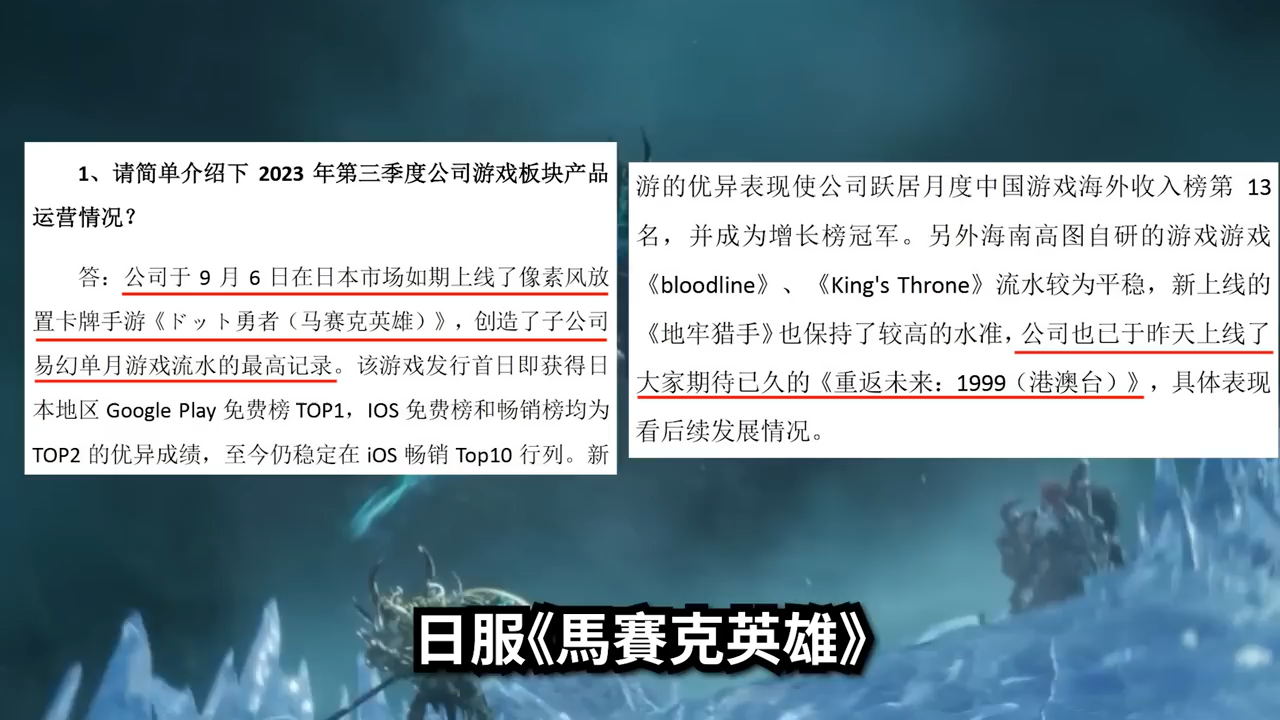 1、请简单介绍下 2023 年第三季度公司游戏板块产品
运营情况？
答：公司于 9 月 6 日在日本市场如期上线了像素风放
置卡牌手游《ドット勇者（马赛克英雄）》，创造了子公司
易幻单月游戏流水的最高记录。该游戏发行首日即获得日
本地区 Google Play 免费榜 TOP1，IOS 免费榜和畅销榜均为
TOP2 的优异成绩，至今仍稳定在 iOS 畅销 Top10 行列。新
游的优异表现使公司跃居月度中国游戏海外收入榜第 13
名，并成为增长榜冠军。另外海南高图自研的游戏游戏
《bloodline》、《King's Throne》流水较为平稳，新上线的
《地牢猎手》也保持了较高的水准，公司也已于昨天上线了
大家期待已久的《重返未来：1999（港澳台）》，具体表现
看后续发展情况。
日服《馬賽克英雄》